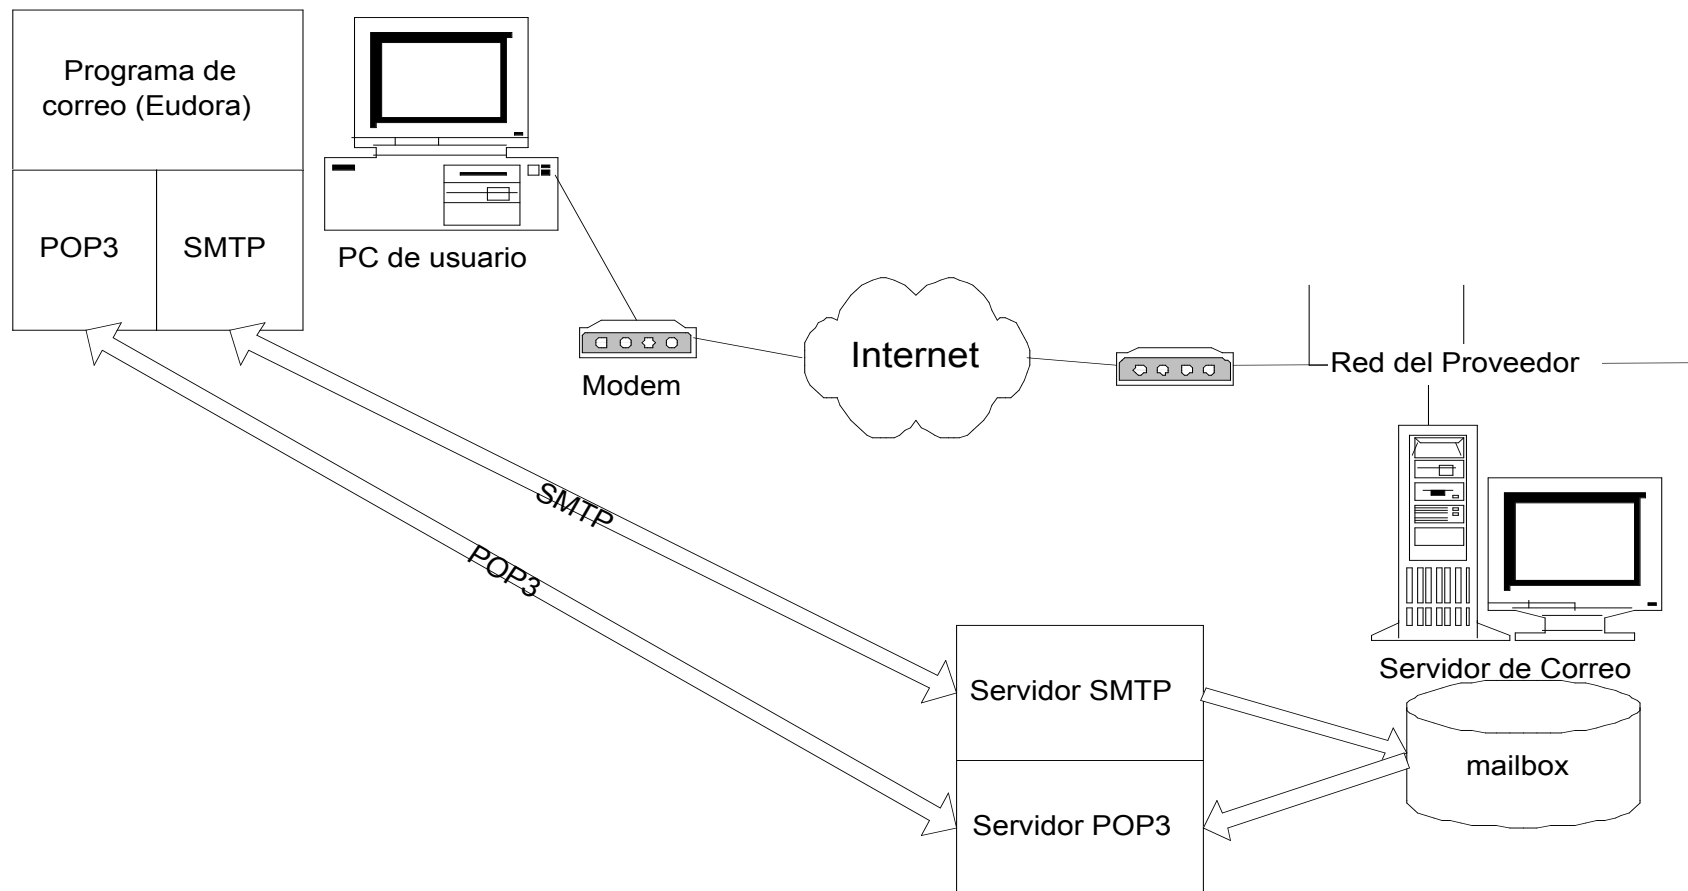 Programa de
correo (Eudora)
POP3
SMTP
PC de usuario
Modem
Internet
Red del Proveedor
SMTP
POP3
Servidor de Correo
Servidor SMTP
mailbox
Servidor POP3